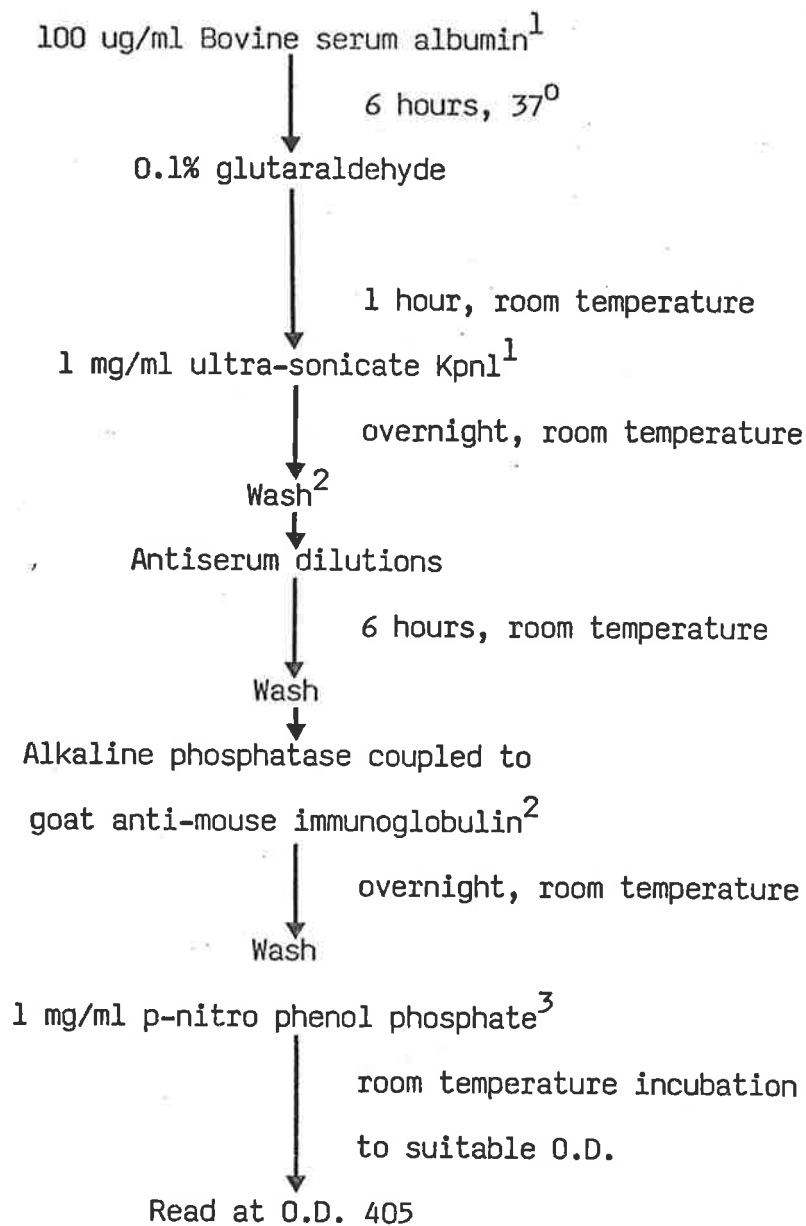 100 ug/ml Bovine serum albumin¹
6 hours, 37⁰
0.1% glutaraldehyde
1 hour, room temperature
1 mg/ml ultra-sonicate Kpnl¹
overnight, room temperature
Wash²
Antiserum dilutions
6 hours, room temperature
Wash
Alkaline phosphatase coupled to
goat anti-mouse immunoglobulin²
overnight, room temperature
Wash
1 mg/ml p-nitro phenol phosphate³
room temperature incubation
to suitable O.D.
Read at O.D. 405